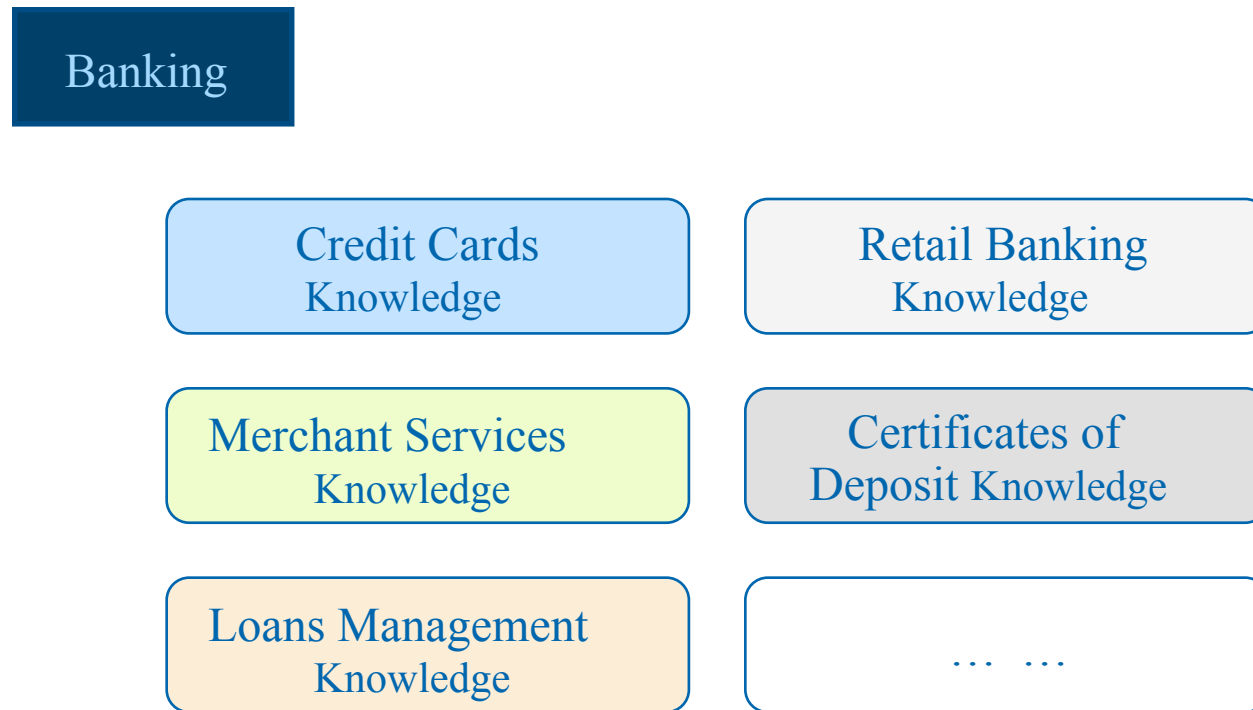 Banking
Credit Cards
Knowledge
Retail Banking
Knowledge
Merchant Services
Knowledge
Certificates of
Deposit Knowledge
Loans Management
Knowledge
… …